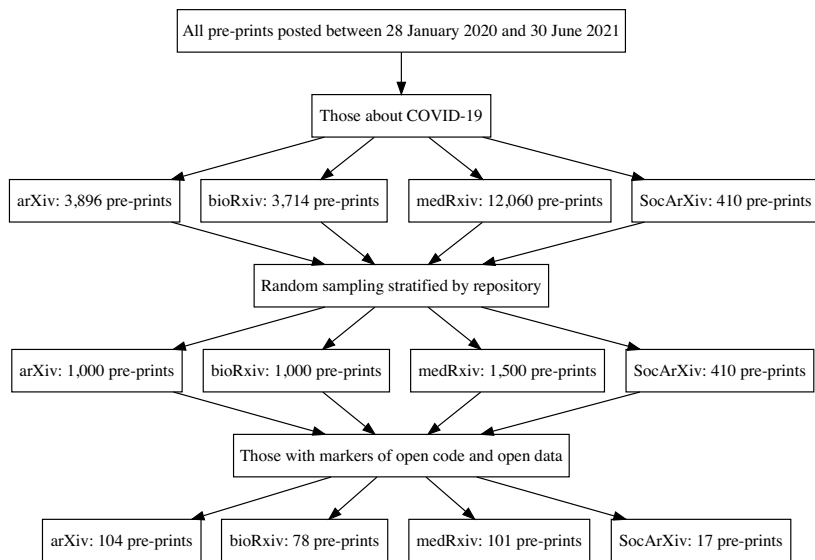 All pre-prints posted between 28 January 2020 and 30 June 2021
Those about COVID-19
arXiv: 3,896 pre-prints
bioRxiv: 3,714 pre-prints
medRxiv: 12,060 pre-prints
SocArXiv: 410 pre-prints
Random sampling stratified by repository
arXiv: 1,000 pre-prints
bioRxiv: 1,000 pre-prints
medRxiv: 1,500 pre-prints
SocArXiv: 410 pre-prints
Those with markers of open code and open data
arXiv: 104 pre-prints
bioRxiv: 78 pre-prints
medRxiv: 101 pre-prints
SocArXiv: 17 pre-prints